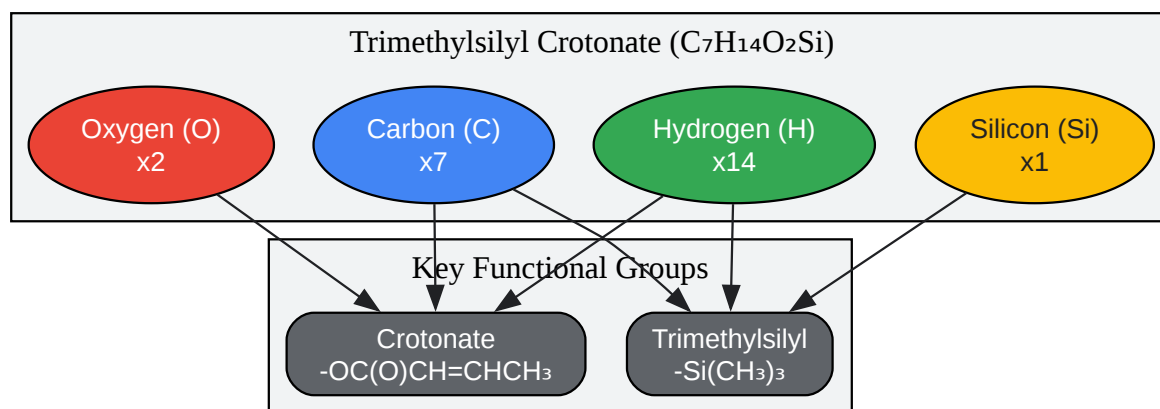 Trimethylsilyl Crotonate (C₇H₁₄O₂Si)
Oxygen (O)
x2
Carbon (C)
x7
Hydrogen (H)
x14
Silicon (Si)
x1
Key Functional Groups
Crotonate
-OC(O)CH=CHCH₃
Trimethylsilyl
-Si(CH₃)₃